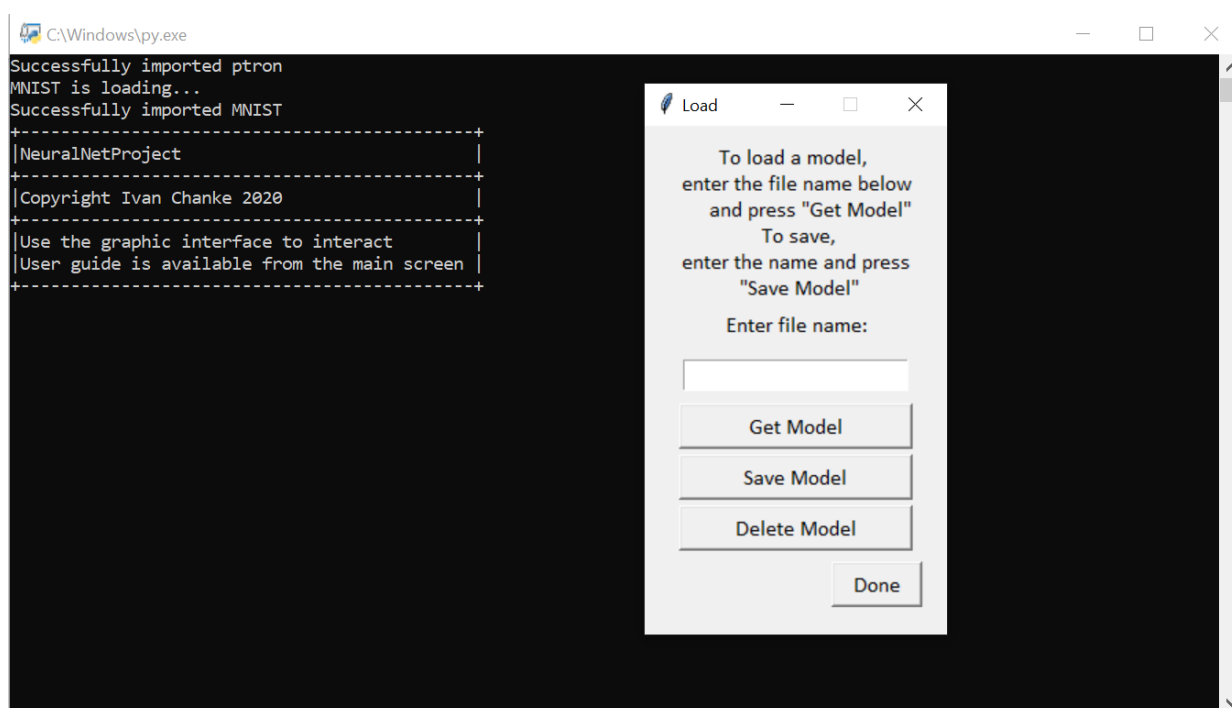 C:\Windows\py.exe
Successfully imported ptron
MNIST is loading...
Successfully imported MNIST
+---------------------------------------------+
|NeuralNetProject                             |
+---------------------------------------------+
|Copyright Ivan Chanke 2020                   |
+---------------------------------------------+
|Use the graphic interface to interact        |
|User guide is available from the main screen |
+---------------------------------------------+
Load
To load a model,
enter the file name below
and press "Get Model"
To save,
enter the name and press
"Save Model"
Enter file name:
Get Model
Save Model
Delete Model
Done